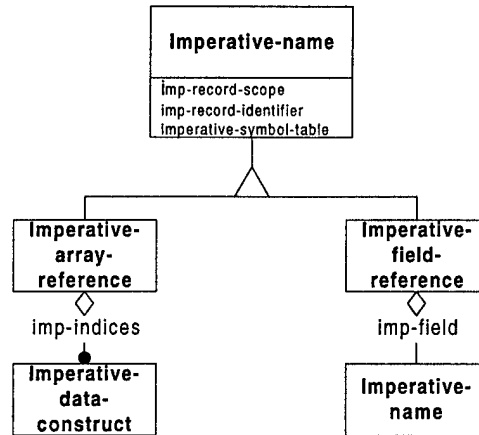 Imperative-name
imp-record-scope
imp-record-identifier
imperative-symbol-table
Imperative-
array-
reference
Imperative-
field-
reference
imp-indices
imp-field
Imperative-
data-
construct
Imperative-
name